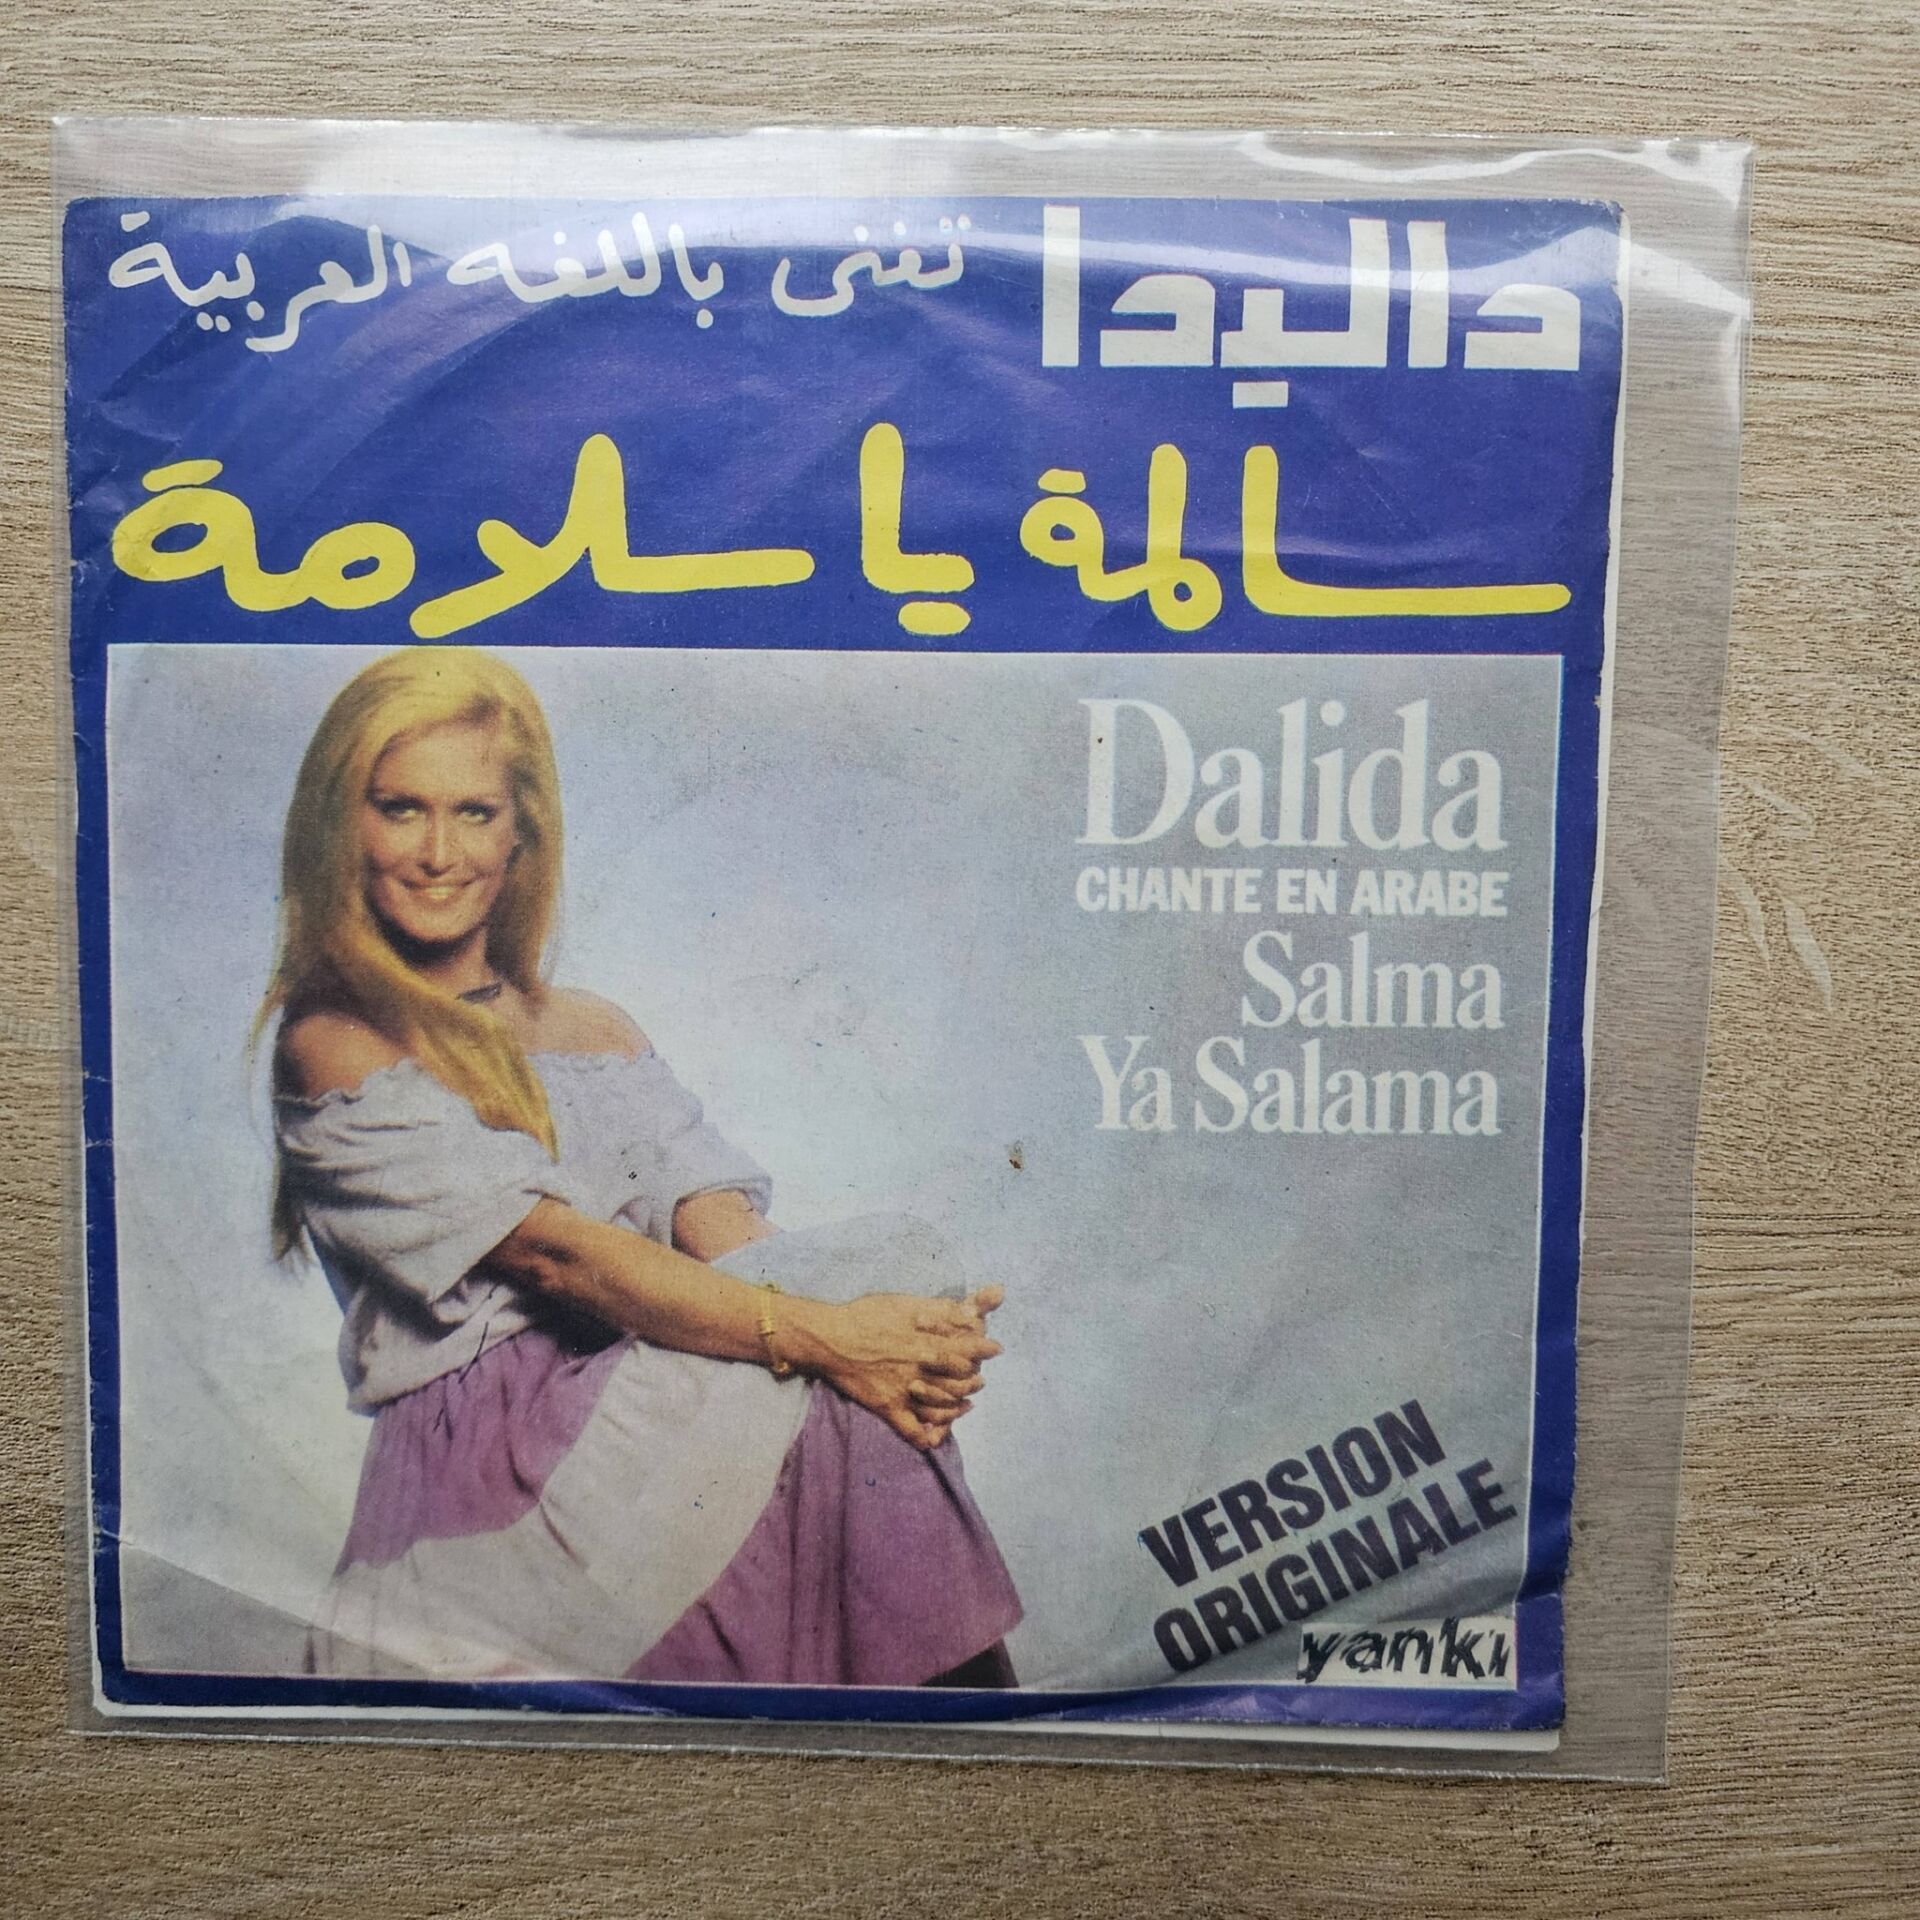 داليدا تغنى باللغه العربية
سالمة يا سلامة
Dalida
CHANTE EN ARABE
Salma
Ya Salama
VERSION
ORIGINALE
yanki